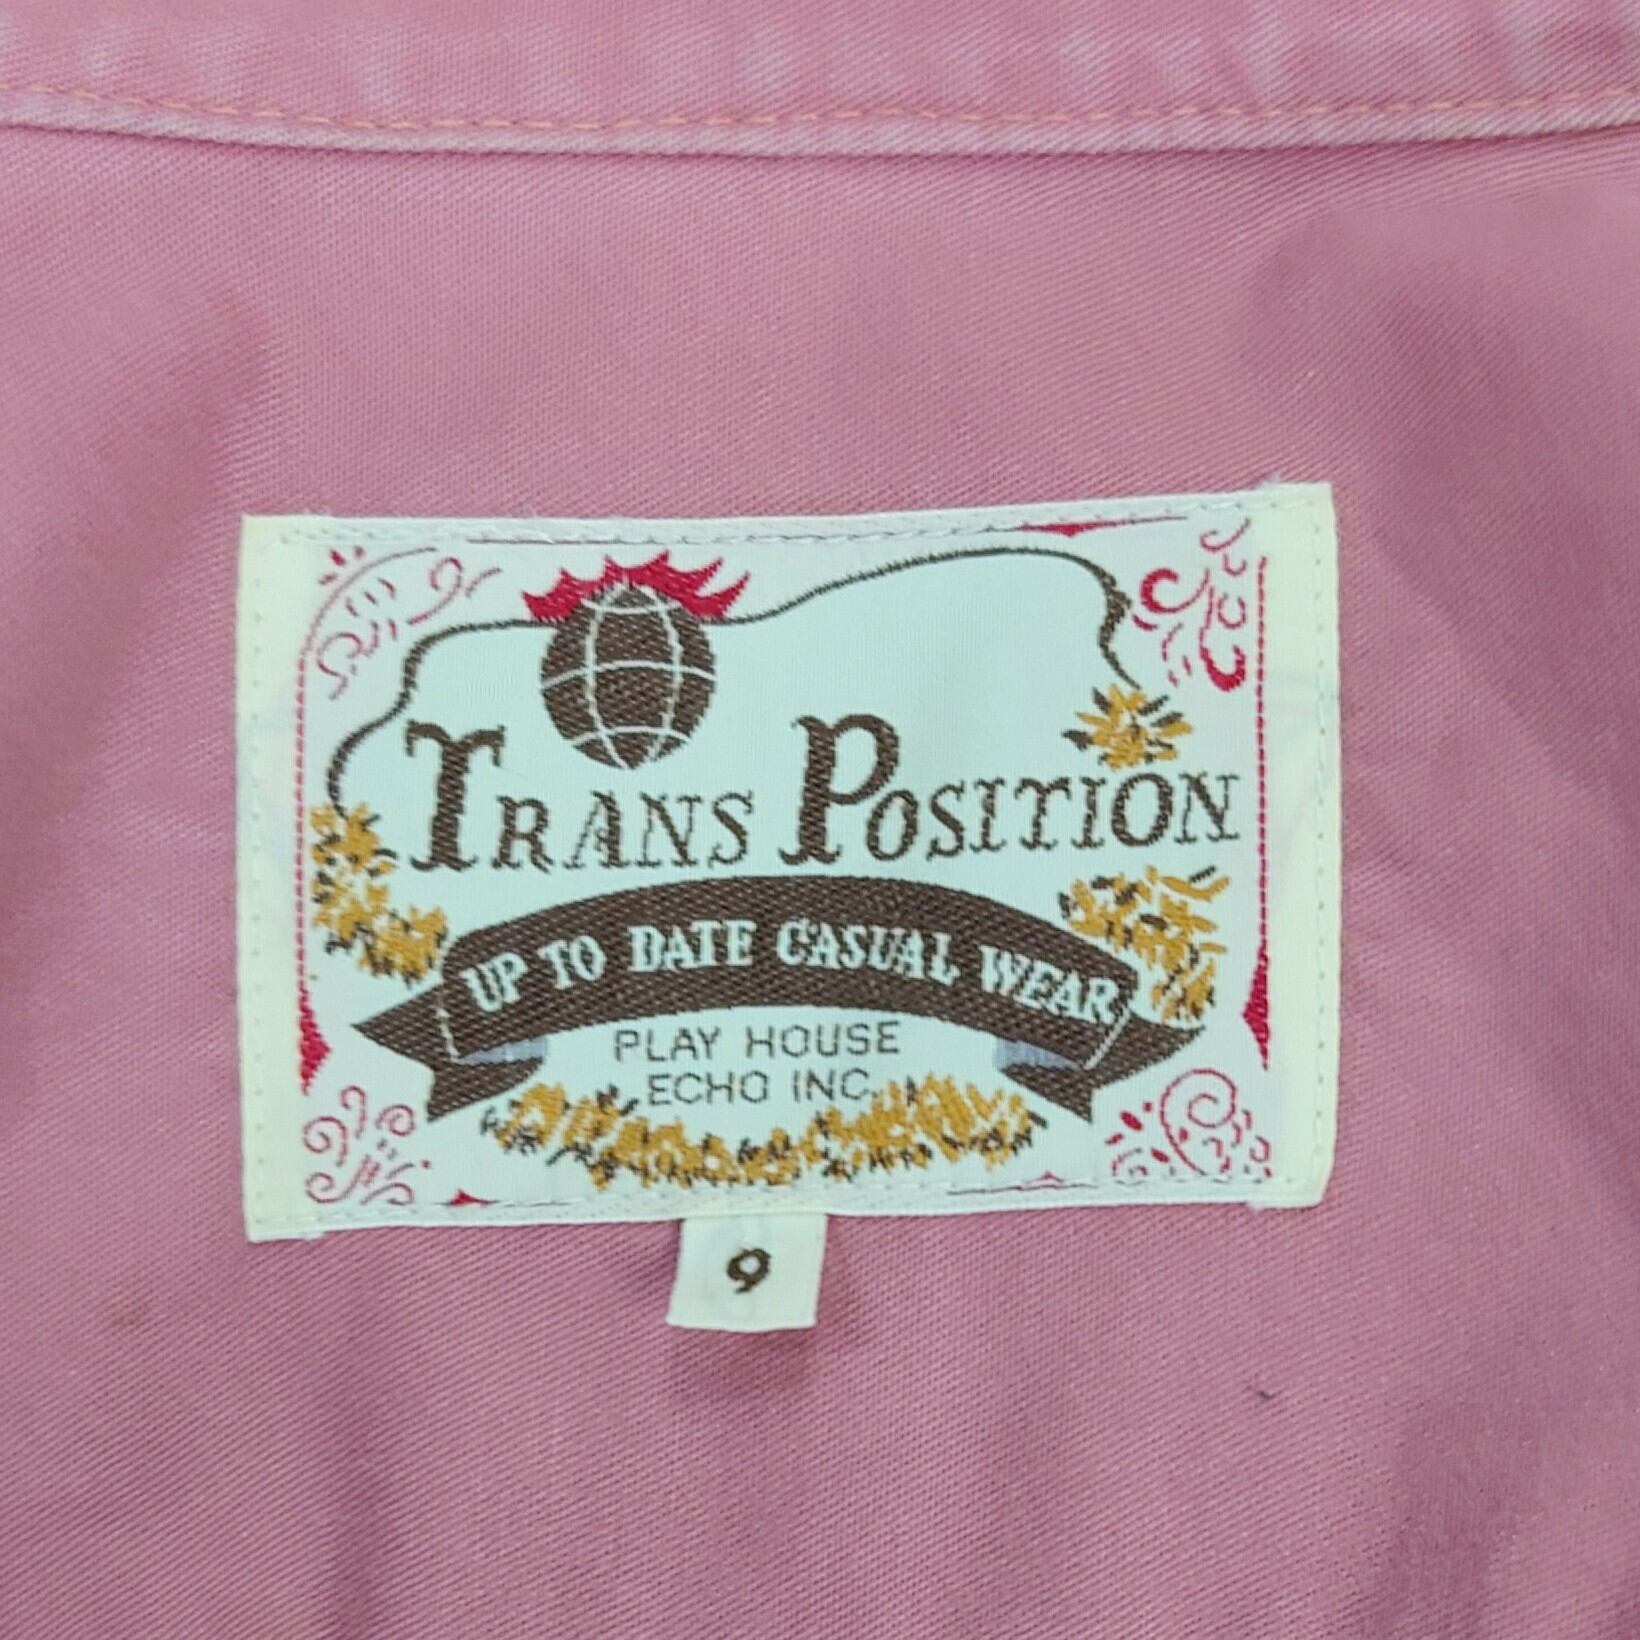 TRANS POSITION
UP TO DATE CASUAL WEAR
PLAY HOUSE
ECHO INC.
9